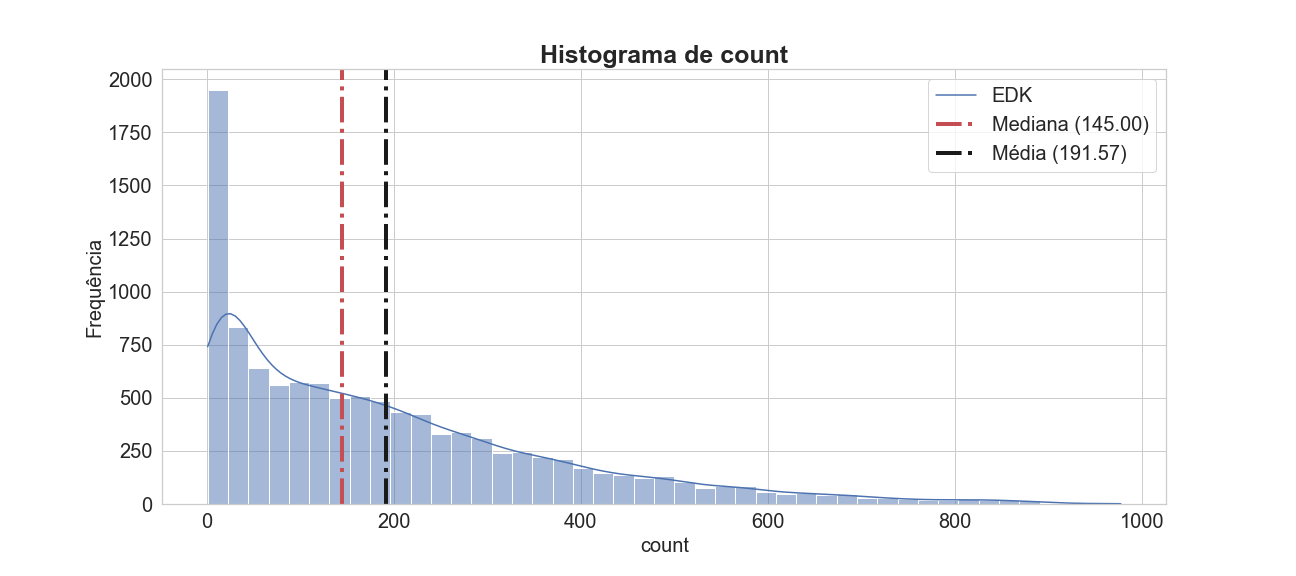 Histograma de count
2000
1750
1500
1250
1000
750
500
250
0
Frequência
EDK
Mediana (145.00)
Média (191.57)
0 200 400 600 800 1000
count